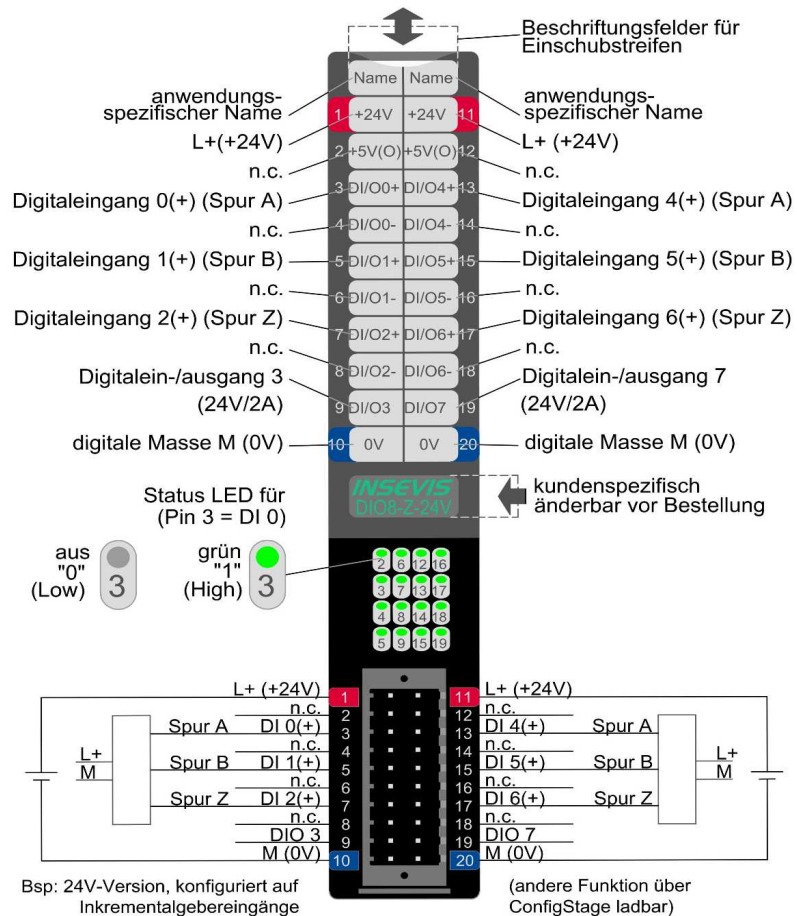 Beschriftungsfelder für
Einschubstreifen
Name Name
anwendungs-
spezifischer Name
anwendungs-
spezifischer Name
1 +24V +24V 11
L+(+24V)
L+ (+24V)
2 +5V(O) +5V(O) 12
n.c.
n.c.
3 DI/O0+ DI/O4+ 13
Digitaleingang 0(+) (Spur A)
Digitaleingang 4(+) (Spur A)
4 DI/O0- DI/O4- 14
n.c.
n.c.
5 DI/O1+ DI/O5+ 15
Digitaleingang 1(+) (Spur B)
Digitaleingang 5(+) (Spur B)
6 DI/O1- DI/O5- 16
n.c.
n.c.
7 DI/O2+ DI/O6+ 17
Digitaleingang 2(+) (Spur Z)
Digitaleingang 6(+) (Spur Z)
8 DI/O2- DI/O6- 18
n.c.
n.c.
9 DI/O3 DI/O7 19
Digitalein-/ausgang 3
(24V/2A)
Digitalein-/ausgang 7
(24V/2A)
10 0V 0V 20
digitale Masse M (0V)
digitale Masse M (0V)
INSEVIS
DIO8-Z-24V
kundenspezifisch
änderbar vor Bestellung
Status LED für
(Pin 3 = DI 0)
aus
"0"
(Low)
3
grün
"1"
(High)
3
2 6 12 16
3 7 13 17
4 8 14 18
5 9 15 19
L+ (+24V) 1 11 L+ (+24V)
n.c. 2 12 n.c.
Spur A DI 0(+) 3 13 DI 4(+) Spur A
n.c. 4 14 n.c.
L+
M
Spur B DI 1(+) 5 15 DI 5(+) Spur B
L+
M
n.c. 6 16 n.c.
Spur Z DI 2(+) 7 17 DI 6(+) Spur Z
n.c. 8 18 n.c.
DIO 3 9 19 DIO 7
M (0V) 10 20 M (0V)
Bsp: 24V-Version, konfiguriert auf
Inkrementalgebereingänge
(andere Funktion über
ConfigStage ladbar)